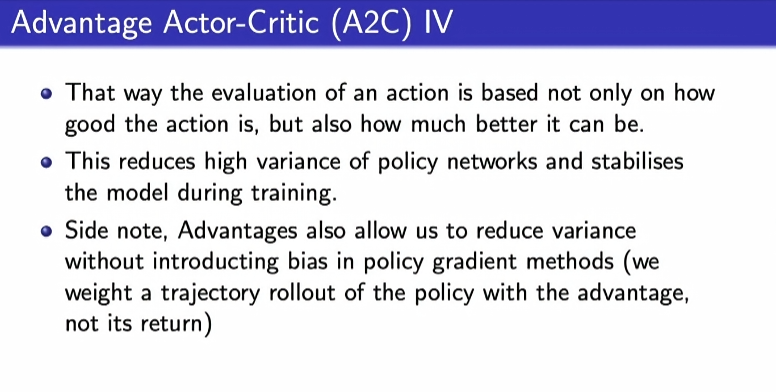 Advantage Actor-Critic (A2C) IV
That way the evaluation of an action is based not only on how
good the action is, but also how much better it can be.
This reduces high variance of policy networks and stabilises
the model during training.
Side note, Advantages also allow us to reduce variance
without introducting bias in policy gradient methods (we
weight a trajectory rollout of the policy with the advantage,
not its return)